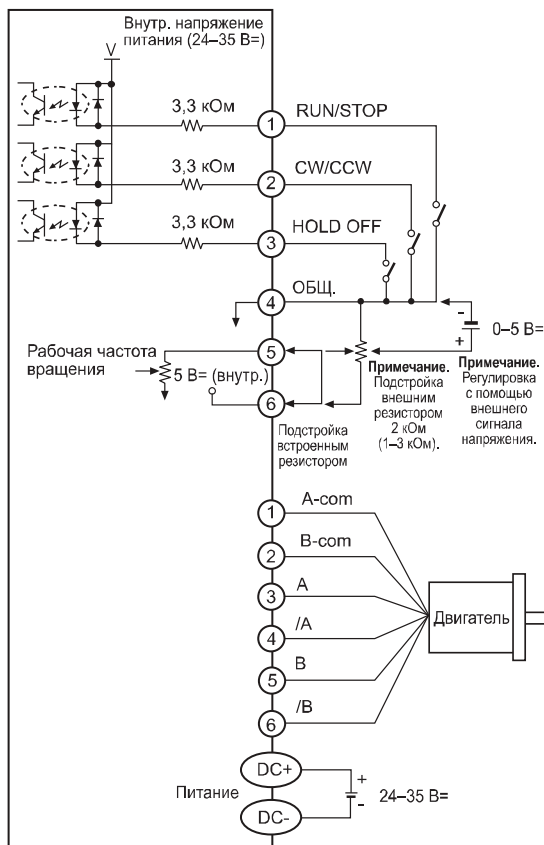 Внутр. напряжение
питания (24–35 В=)
V
3,3 кОм
1
RUN/STOP
3,3 кОм
2
CW/CCW
3,3 кОм
3
HOLD OFF
4
ОБЩ.
-
+
0–5 В=
5
Рабочая частота
вращения
5 В= (внутр.)
6
Подстройка
встроенным
резистором
Примечание.
Подстройка
внешним
резистором
2 кОм
(1–3 кОм).
Примечание.
Регулировка
с помощью
внешнего
сигнала
напряжения.
1
A-com
2
B-com
3
A
4
/A
5
B
6
/B
Двигатель
Питание
DC+
DC-
+
-
24–35 В=